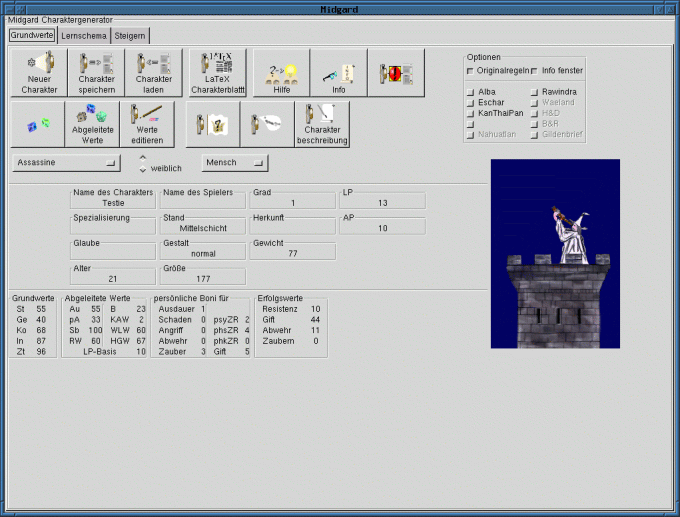 Midgard
Midgard Charaktergenerator
Grundwerte Lernschema Steigern
Neuer Charakter
Charakter speichern
Charakter laden
LaTeX
LaTeX Charakterblattt
Hilfe
Info
Optionen
Originalregeln Info fenster
Alba Rawindra
Eschar Waeland
KanThaiPan H&D
B&R
Nahuatlan Gildenbrief
Abgeleitete Werte
Werte editieren
Charakter beschreibung
Assassine weiblich Mensch
Name des Charakters Name des Spielers Grad LP
Testie 1 13
Spezialisierung Stand Herkunft AP
Mittelschicht 10
Glaube Gestalt Gewicht
normal 77
Alter Größe
21 177
Grundwerte Abgeleitete Werte persönliche Boni für Erfolgswerte
St 55 Au 55 B 23 Ausdauer 1 Resistenz 10
Ge 40 pA 33 KAW 2 Schaden 0 psyZR 2 Gift 44
Ko 68 Sb 100 WLW 60 Angriff 0 phsZR 4 Abwehr 11
In 87 RW 60 HGW 67 Abwehr 0 phkZR 0 Zaubern 0
Zt 96 LP-Basis 10 Zauber 3 Gift 5